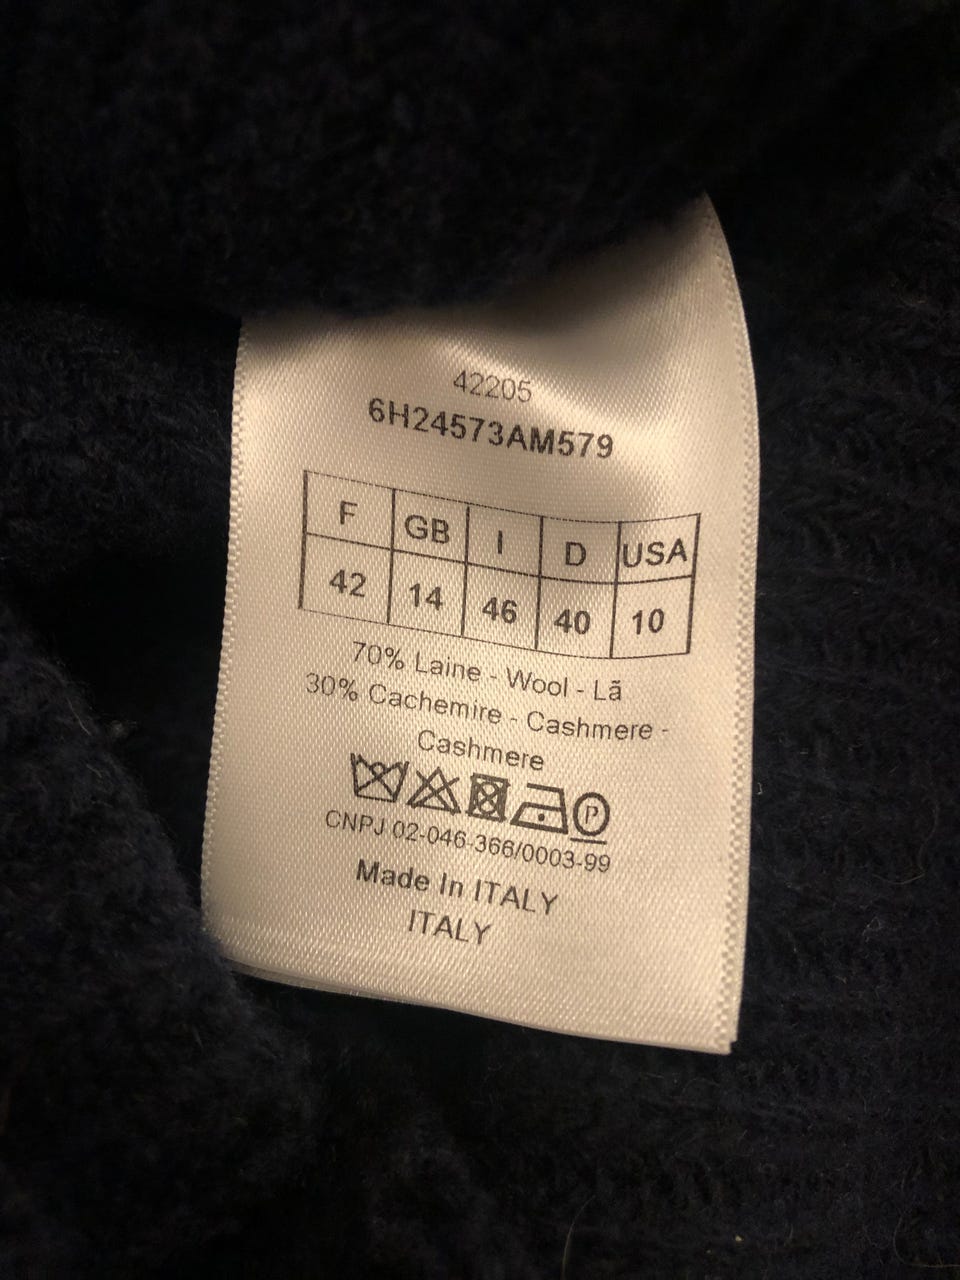 42205
6H24573AM579
F GB I D USA
42 14 46 40 10
70% Laine - Wool - Lã
30% Cachemire - Cashmere -
Cashmere
P
CNPJ 02-046-366/0003-99
Made In ITALY
ITALY